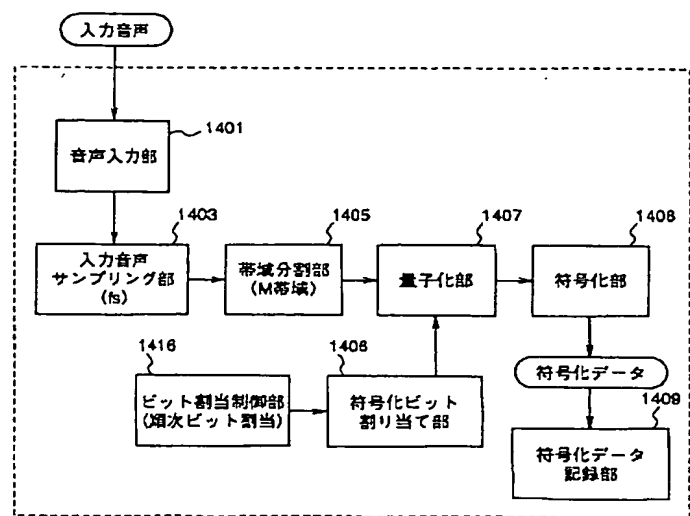 入力音声
1401
音声入力部
1403
入力音声
サンプリング部
(fs)
1405
帯域分割部
(M帯域)
1407
量子化部
1408
符号化部
1416
ビット割当制御部
(順次ビット割当)
1406
符号化ビット
割り当て部
符号化データ
1409
符号化データ
記録部